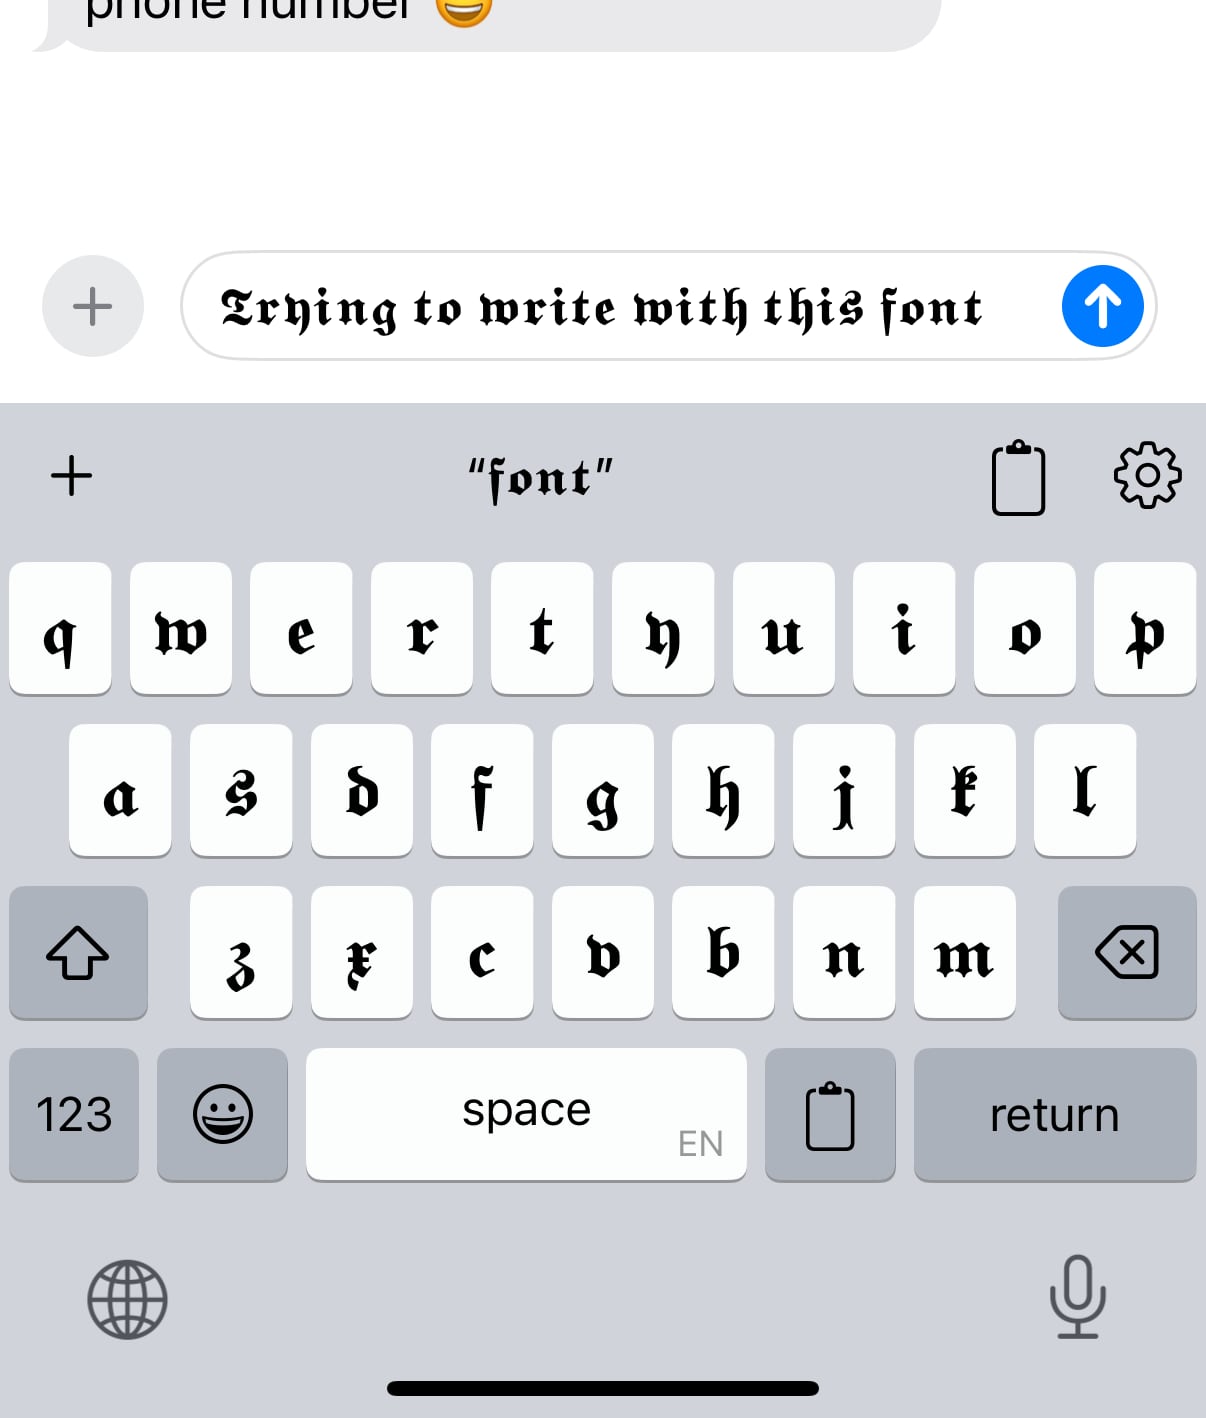 phone number 😄
𝕿𝖗𝖞𝖎𝖓𝖌 𝖙𝖔 𝖜𝖗𝖎𝖙𝖊 𝖜𝖎𝖙𝖍 𝖙𝖍𝖎𝖘 𝖋𝖔𝖓𝖙
“𝖋𝖔𝖓𝖙”
𝖖 𝖜 𝖊 𝖗 𝖙 𝖞 𝖚 𝖎 𝖔 𝖕
𝖆 𝖘 𝖉 𝖋 𝖌 𝖍 𝖏 𝖐 𝖑
𝖟 𝖝 𝖈 𝖛 𝖇 𝖓 𝖒
123 space EN return